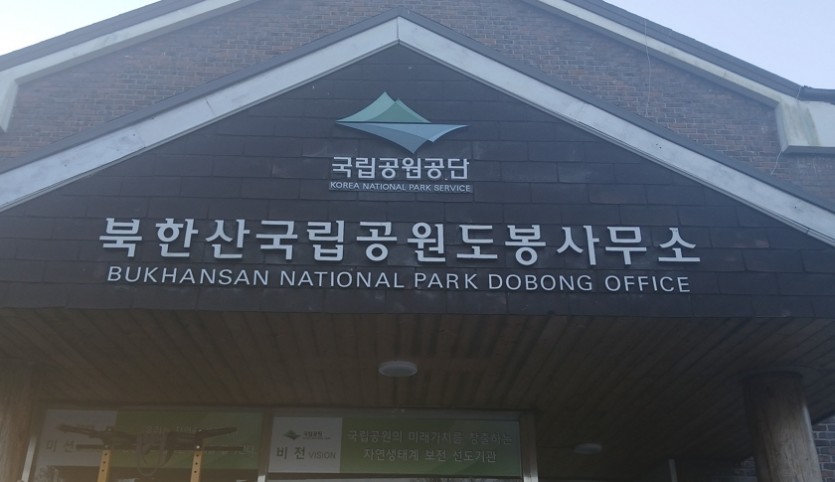 국립공원공단
KOREA NATIONAL PARK SERVICE
북한산국립공원도봉사무소
BUKHANSAN NATIONAL PARK DOBONG OFFICE
미션
비전 VISION
국립공원의 미래가치를 창출하는
자연생태계 보전 선도기관